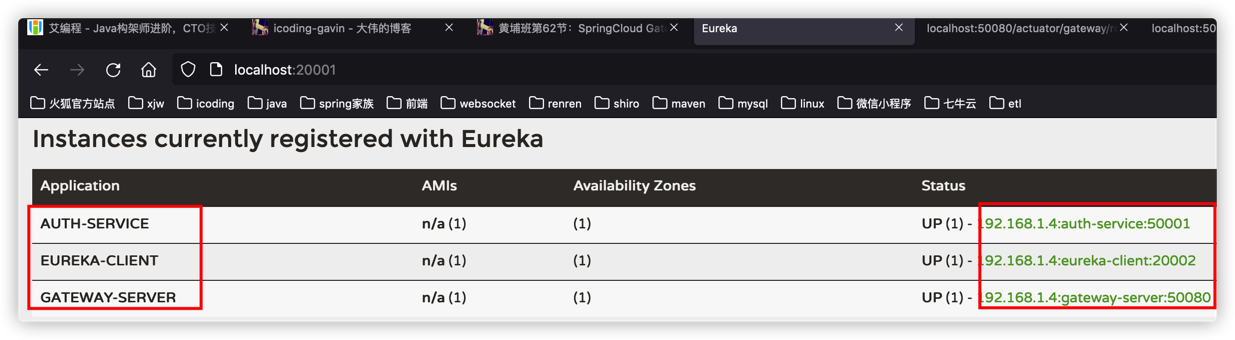 艾编程 - Java构架师进阶，CTO技
icoding-gavin - 大伟的博客
黄埔班第62节：SpringCloud Gate
Eureka
localhost:50080/actuator/gateway/r
localhost:50
localhost:20001
火狐官方站点
xjw
icoding
java
spring家族
前端
websocket
renren
shiro
maven
mysql
linux
微信小程序
七牛云
etl
Instances currently registered with Eureka
Application AMIs Availability Zones Status
AUTH-SERVICE n/a (1) (1) UP (1) - 192.168.1.4:auth-service:50001
EUREKA-CLIENT n/a (1) (1) UP (1) - 192.168.1.4:eureka-client:20002
GATEWAY-SERVER n/a (1) (1) UP (1) - 192.168.1.4:gateway-server:50080